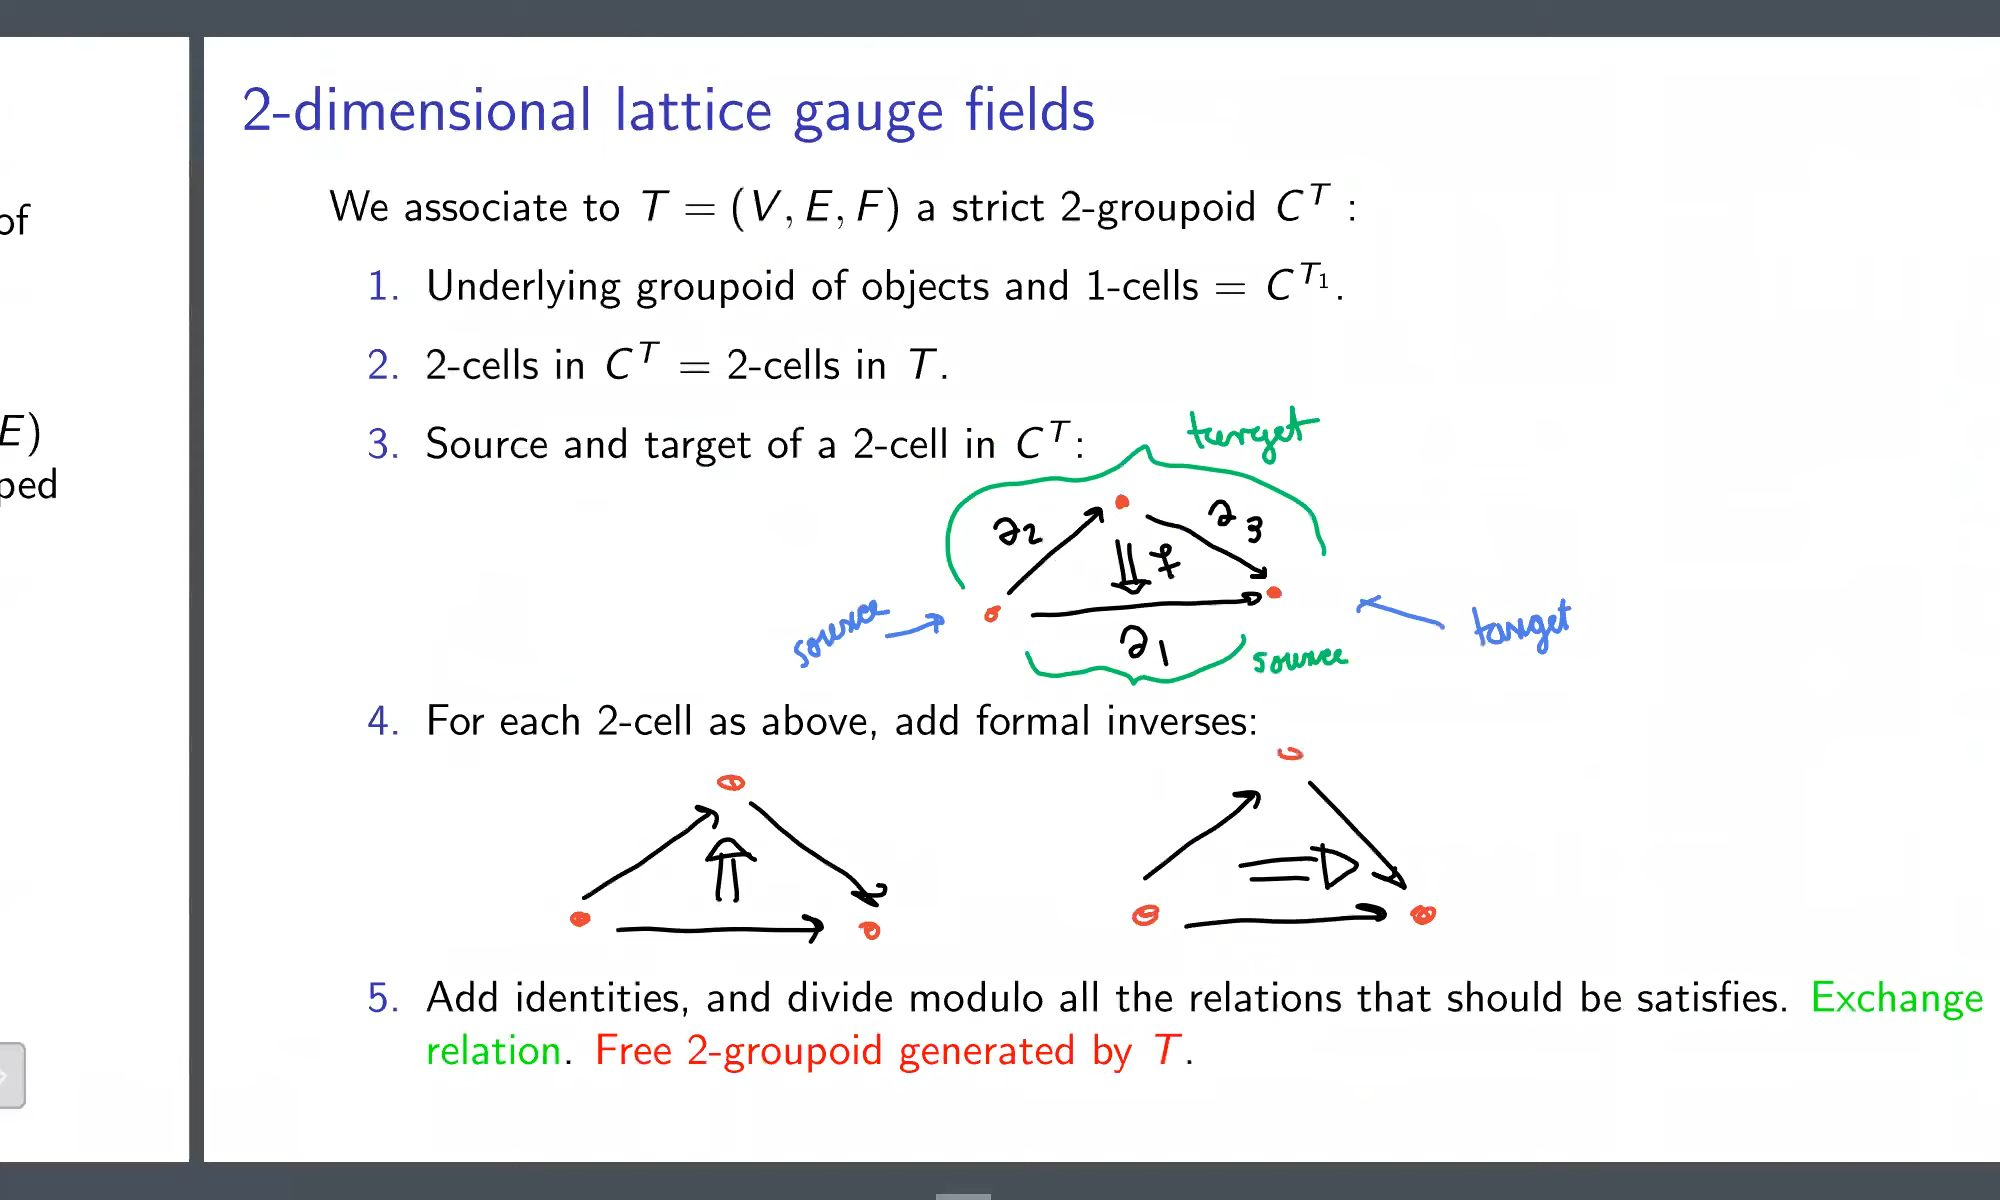 of
E)
ped
2-dimensional lattice gauge fields
We associate to T = (V, E, F) a strict 2-groupoid C^T :
1. Underlying groupoid of objects and 1-cells = C^{T_1}.
2. 2-cells in C^T = 2-cells in T.
3. Source and target of a 2-cell in C^T:
target
∂2 ∂3
f
source target
∂1 source
4. For each 2-cell as above, add formal inverses:
5. Add identities, and divide modulo all the relations that should be satisfies. Exchange
relation. Free 2-groupoid generated by T.